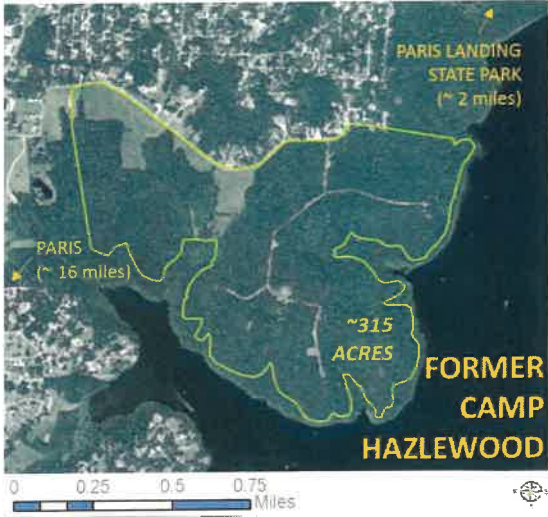 PARIS LANDING
STATE PARK
(~ 2 miles)
PARIS
(~ 16 miles)
~315
ACRES
FORMER
CAMP
HAZLEWOOD
0 0.25 0.5 0.75
Miles